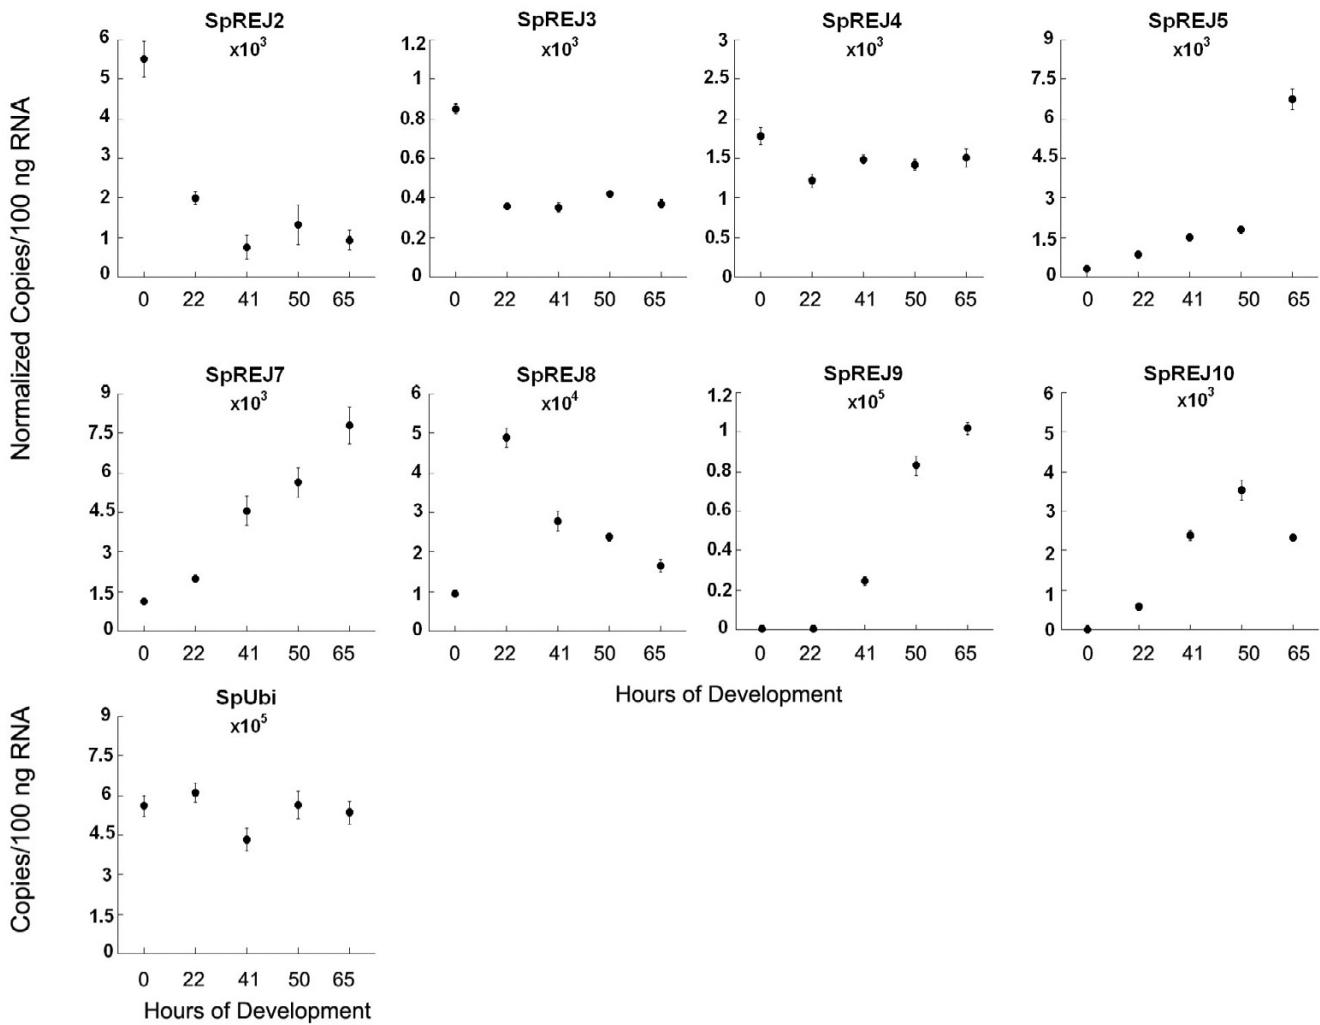 SpREJ2
x10³
6
5
4
3
2
1
0
0 22 41 50 65
SpREJ3
x10³
1.2
1
0.8
0.6
0.4
0.2
0
0 22 41 50 65
SpREJ4
x10³
3
2.5
2
1.5
1
0.5
0
0 22 41 50 65
SpREJ5
x10³
9
7.5
6
4.5
3
1.5
0
0 22 41 50 65
Normalized Copies/100 ng RNA
SpREJ7
x10³
9
7.5
6
4.5
3
1.5
0
0 22 41 50 65
SpREJ8
x10⁴
6
5
4
3
2
1
0
0 22 41 50 65
SpREJ9
x10⁵
1.2
1
0.8
0.6
0.4
0.2
0
0 22 41 50 65
SpREJ10
x10³
6
5
4
3
2
1
0
0 22 41 50 65
Hours of Development
SpUbi
x10⁵
9
7.5
6
4.5
3
1.5
0
0 22 41 50 65
Copies/100 ng RNA
Hours of Development